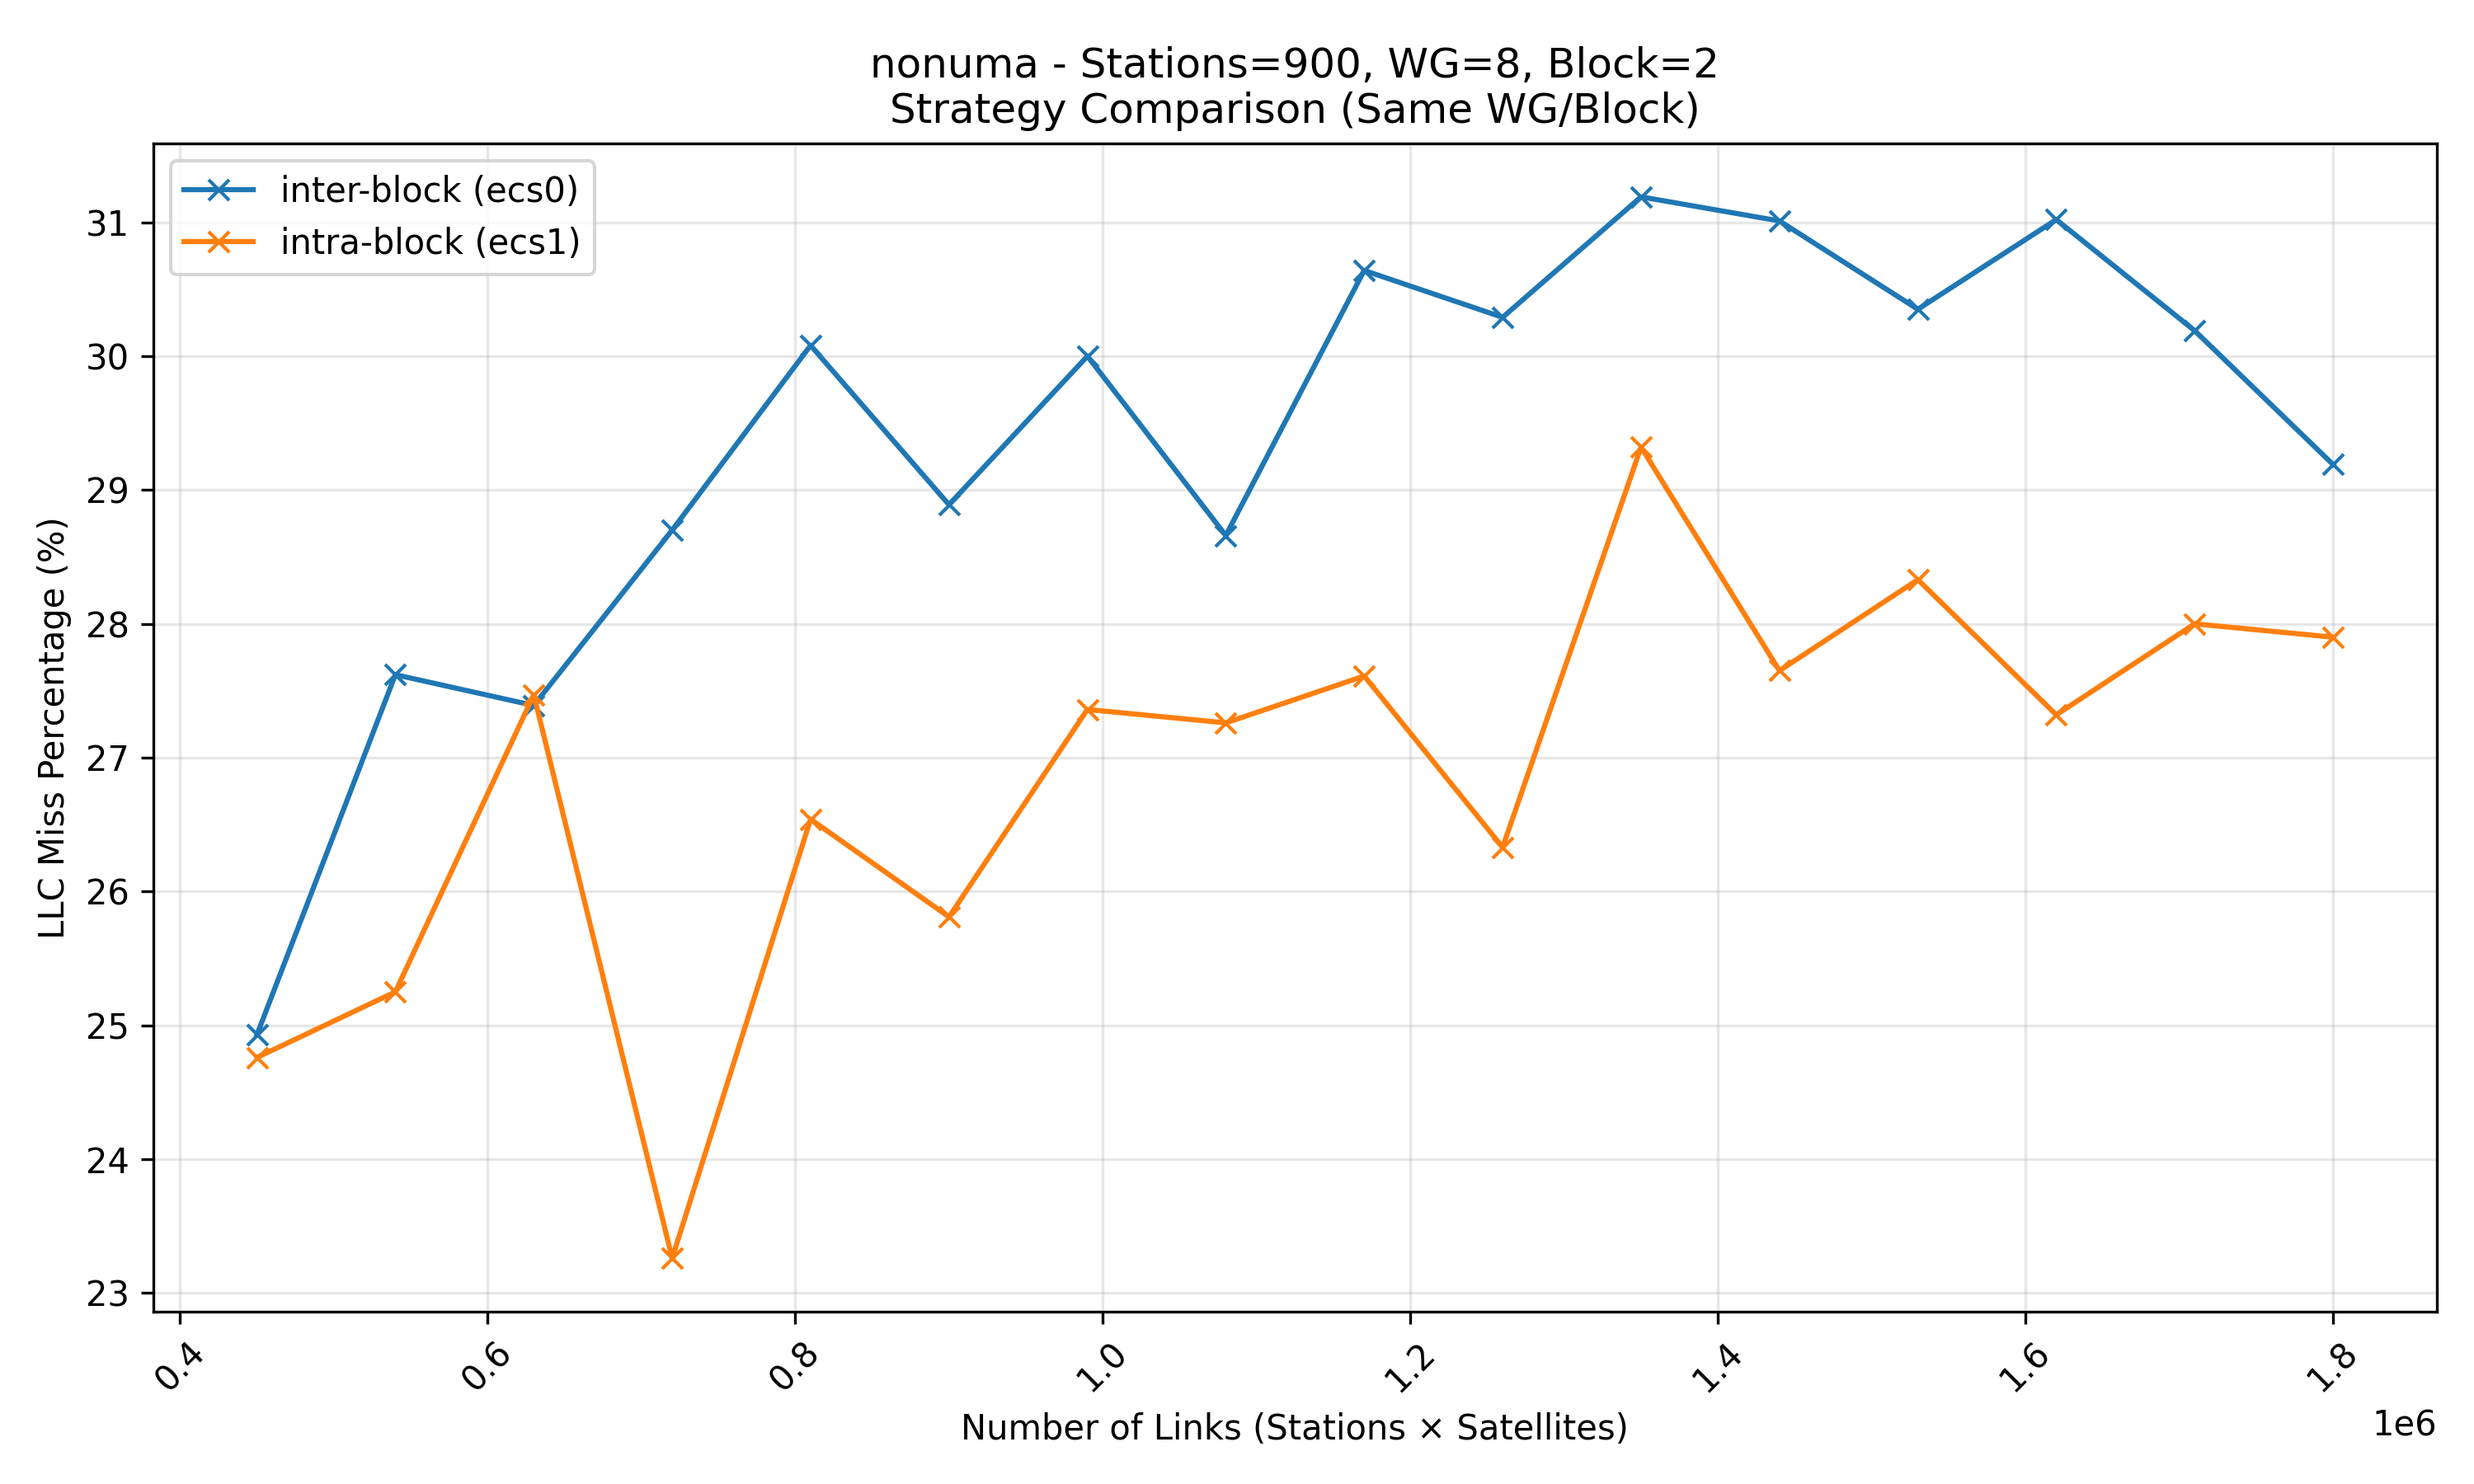 nonuma - Stations=900, WG=8, Block=2
Strategy Comparison (Same WG/Block)
inter-block (ecs0)
intra-block (ecs1)
LLC Miss Percentage (%)
31
30
29
28
27
26
25
24
23
0.4
0.6
0.8
1.0
1.2
1.4
1.6
1.8
1e6
Number of Links (Stations × Satellites)